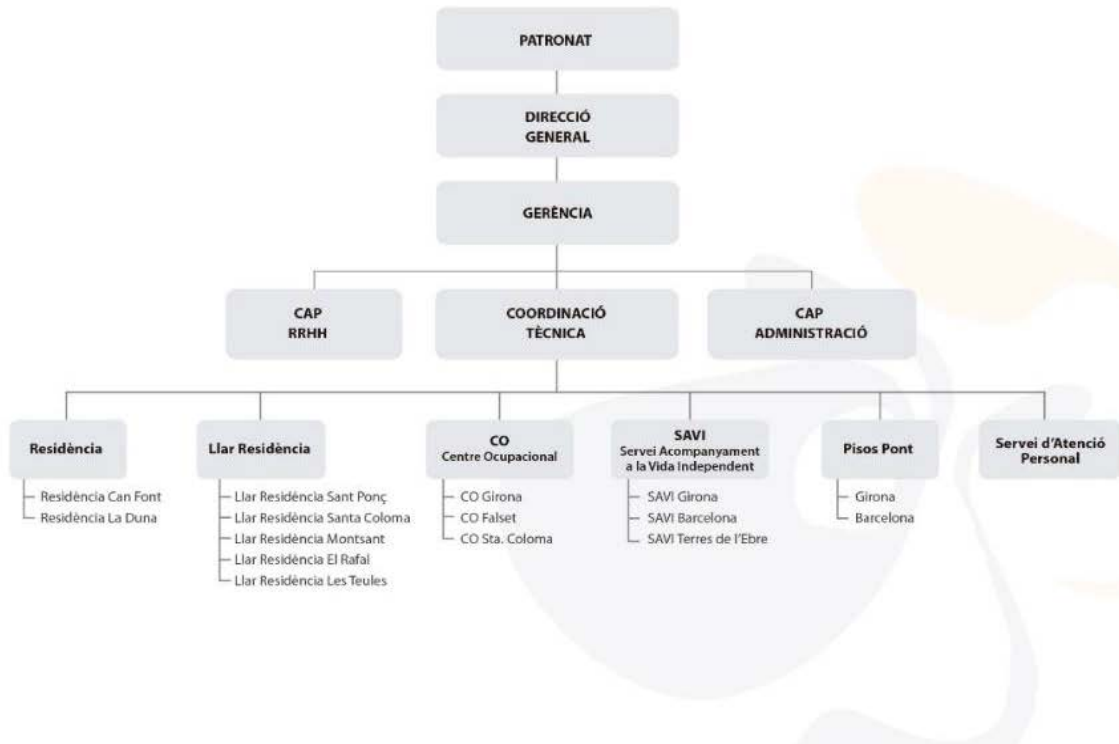 PATRONAT
DIRECCIÓ
GENERAL
GERÈNCIA
CAP
RRHH
COORDINACIÓ
TÈCNICA
CAP
ADMINISTRACIÓ
Residència
Residència Can Font
Residència La Duna
Llar Residència
Llar Residència Sant Ponç
Llar Residència Santa Coloma
Llar Residència Montsant
Llar Residència El Rafal
Llar Residència Les Teules
CO
Centre Ocupacional
CO Girona
CO Falset
CO Sta. Coloma
SAVI
Servei Acompanyament
a la Vida Independent
SAVI Girona
SAVI Barcelona
SAVI Terres de l'Ebre
Pisos Pont
Girona
Barcelona
Servei d'Atenció
Personal